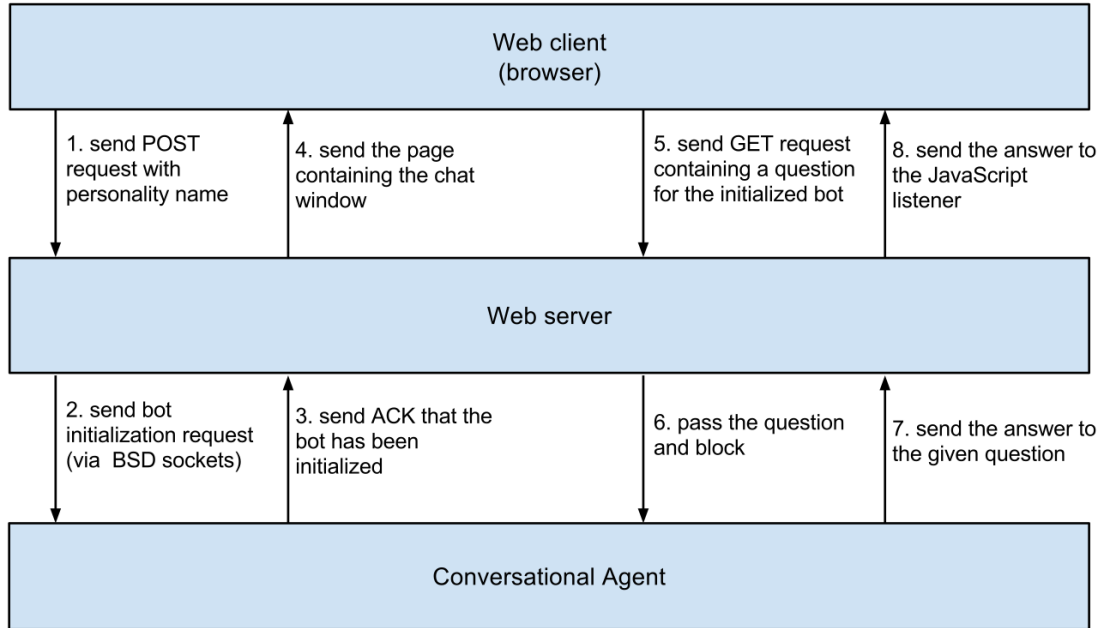 Web client
(browser)
1. send POST
request with
personality name
4. send the page
containing the chat
window
5. send GET request
containing a question
for the initialized bot
8. send the answer to
the JavaScript
listener
Web server
2. send bot
initialization request
(via BSD sockets)
3. send ACK that the
bot has been
initialized
6. pass the question
and block
7. send the answer to
the given question
Conversational Agent